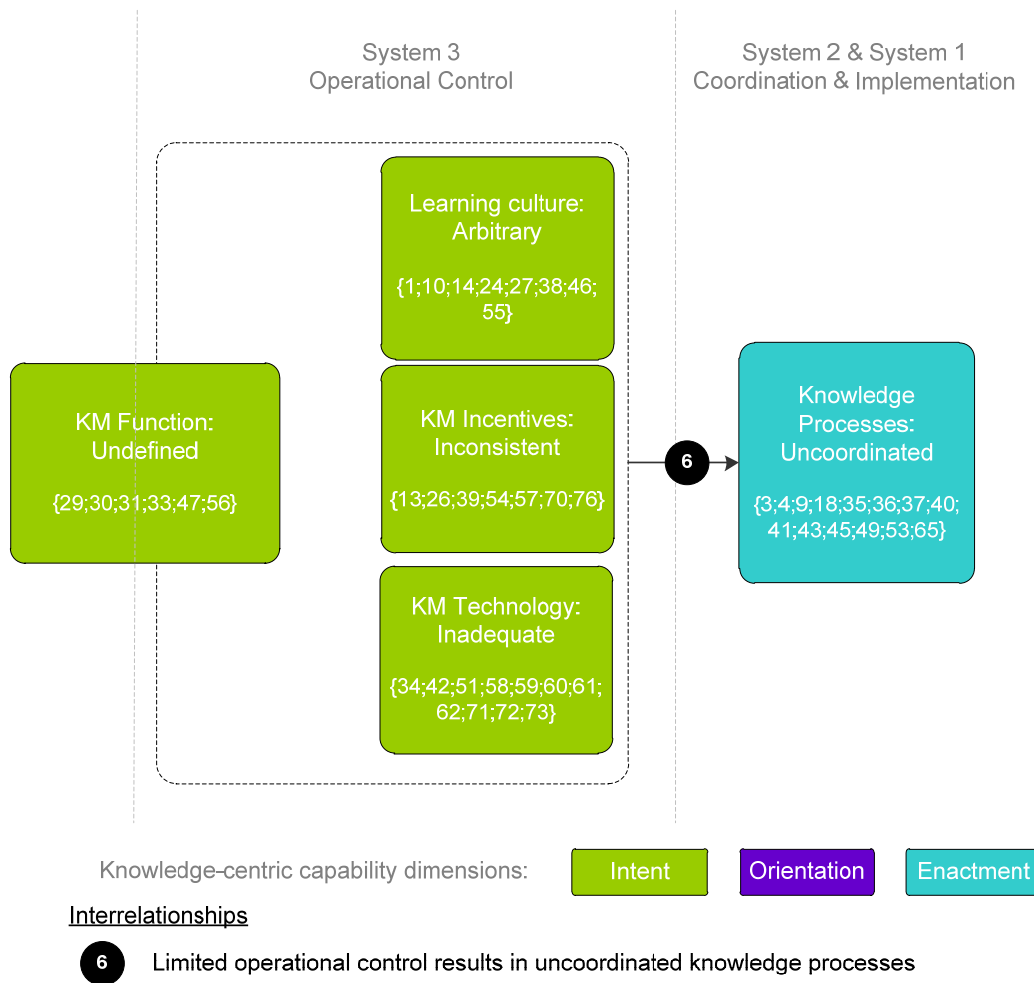 System 3
Operational Control
System 2 & System 1
Coordination & Implementation
Learning culture:
Arbitrary
{1;10;14;24;27;38;46;
55}
KM Function:
Undefined
{29;30;31;33;47;56}
KM Incentives:
Inconsistent
{13;26;39;54;57;70;76}
6
Knowledge
Processes:
Uncoordinated
{3;4;9;18;35;36;37;40;
41;43;45;49;53;65}
KM Technology:
Inadequate
{34;42;51;58;59;60;61;
62;71;72;73}
Knowledge-centric capability dimensions:
Intent
Orientation
Enactment
Interrelationships
6 Limited operational control results in uncoordinated knowledge processes